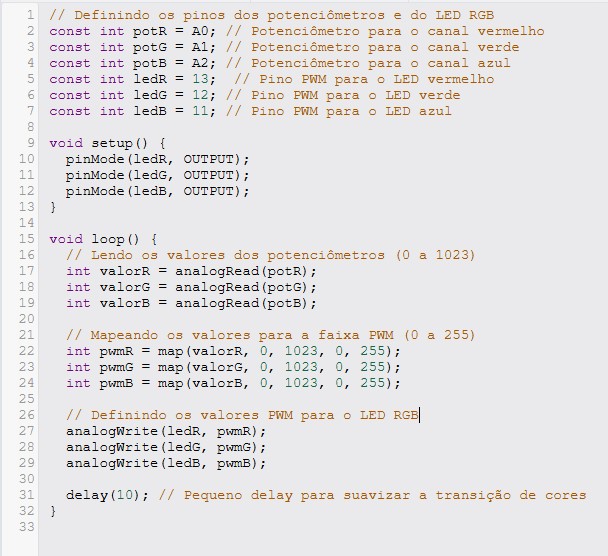 1 // Definindo os pinos dos potenciômetros e do LED RGB
2 const int potR = A0; // Potenciômetro para o canal vermelho
3 const int potG = A1; // Potenciômetro para o canal verde
4 const int potB = A2; // Potenciômetro para o canal azul
5 const int ledR = 13;  // Pino PWM para o LED vermelho
6 const int ledG = 12; // Pino PWM para o LED verde
7 const int ledB = 11; // Pino PWM para o LED azul
8
9 void setup() {
10   pinMode(ledR, OUTPUT);
11   pinMode(ledG, OUTPUT);
12   pinMode(ledB, OUTPUT);
13 }
14
15 void loop() {
16   // Lendo os valores dos potenciômetros (0 a 1023)
17   int valorR = analogRead(potR);
18   int valorG = analogRead(potG);
19   int valorB = analogRead(potB);
20
21   // Mapeando os valores para a faixa PWM (0 a 255)
22   int pwmR = map(valorR, 0, 1023, 0, 255);
23   int pwmG = map(valorG, 0, 1023, 0, 255);
24   int pwmB = map(valorB, 0, 1023, 0, 255);
25
26   // Definindo os valores PWM para o LED RGB
27   analogWrite(ledR, pwmR);
28   analogWrite(ledG, pwmG);
29   analogWrite(ledB, pwmB);
30
31   delay(10); // Pequeno delay para suavizar a transição de cores
32 }
33